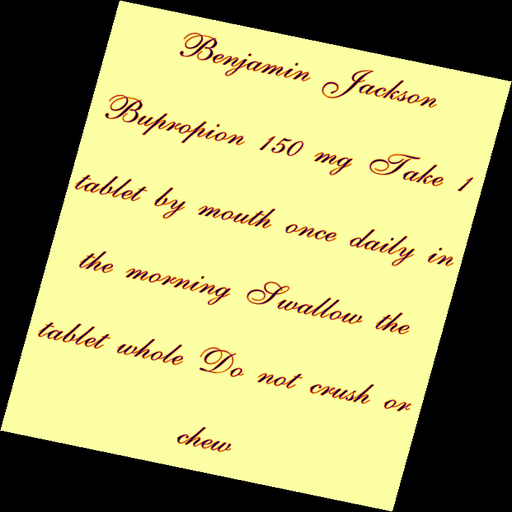 Benjamin Jackson
Bupropion 150 mg Take 1
tablet by mouth once daily in
the morning Swallow the
tablet whole Do not crush or
chew